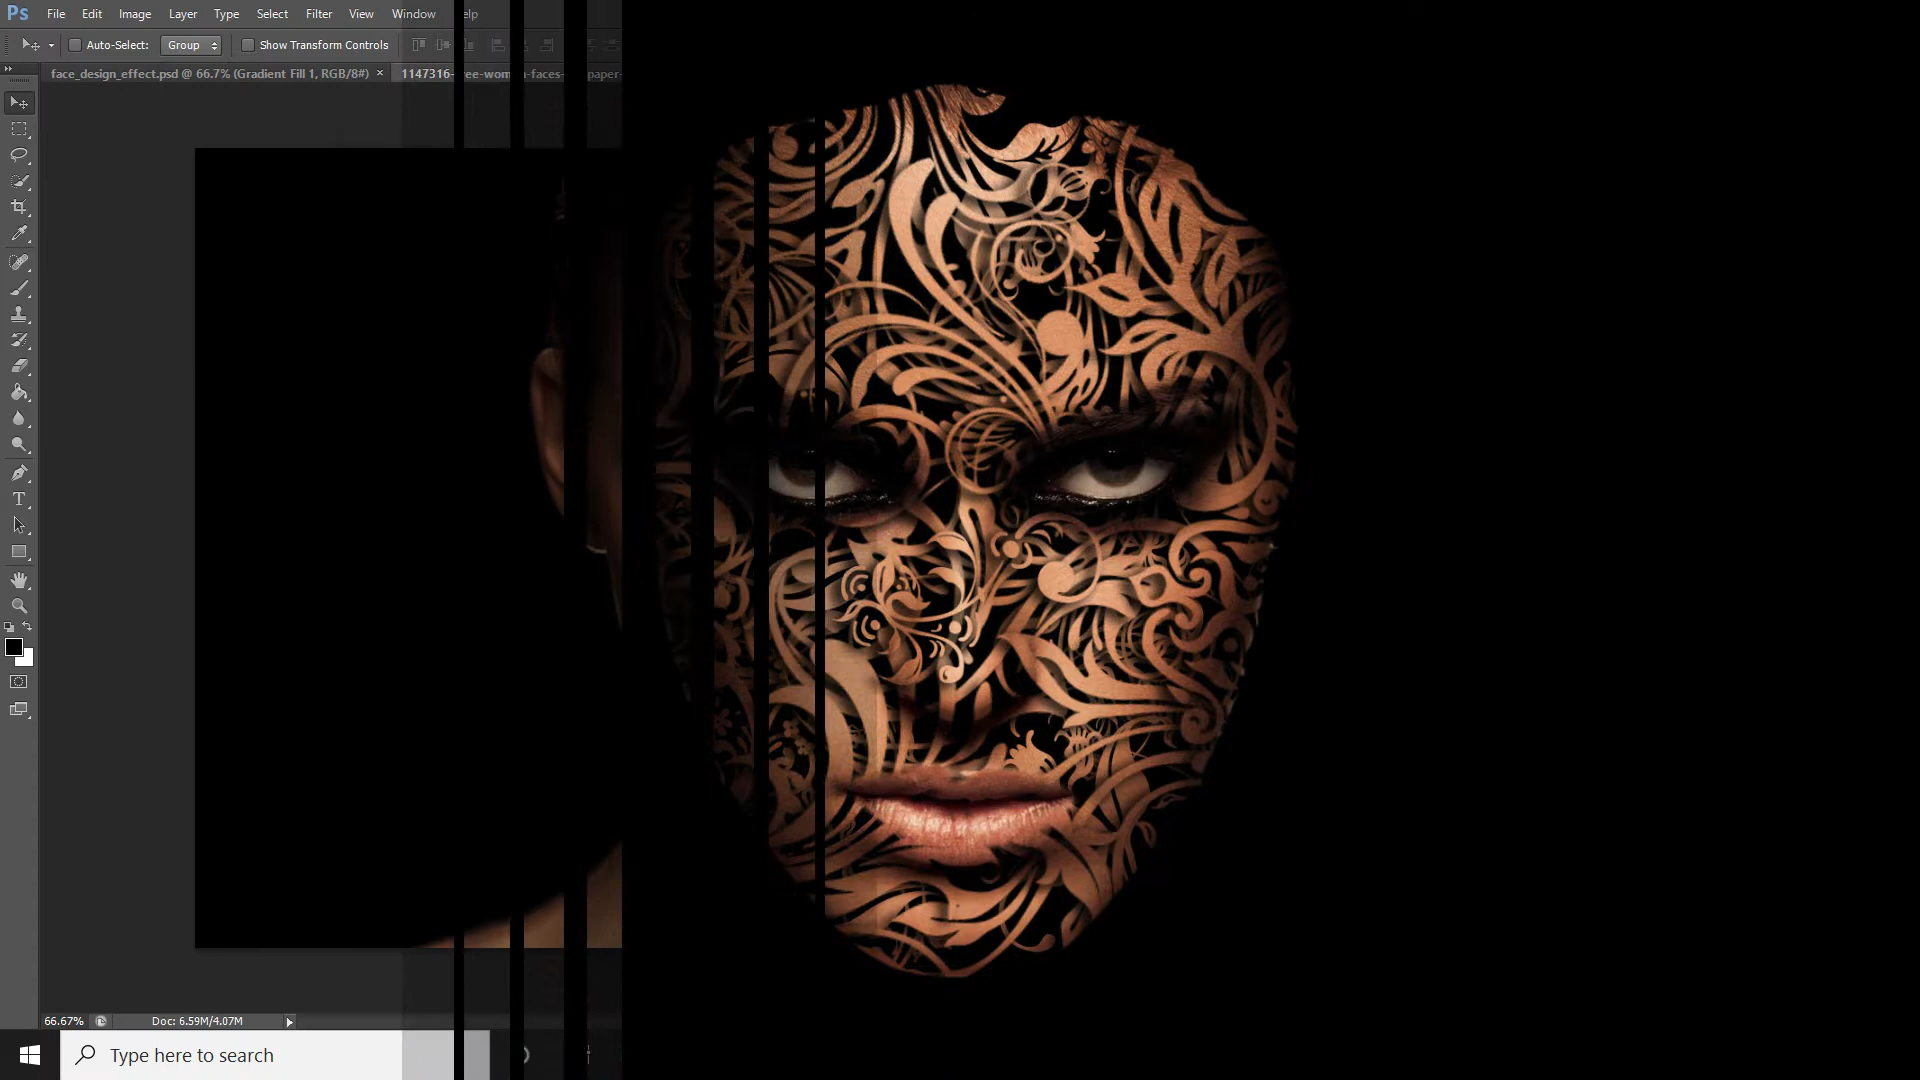 Ps File Edit Image Layer Type Select Filter View Window
Auto-Select: Group Show Transform Controls
face_design_effect.psd @ 66.7% (Gradient Fill 1, RGB/8#) ×
66.67% Doc: 6.59M/4.07M
Type here to search